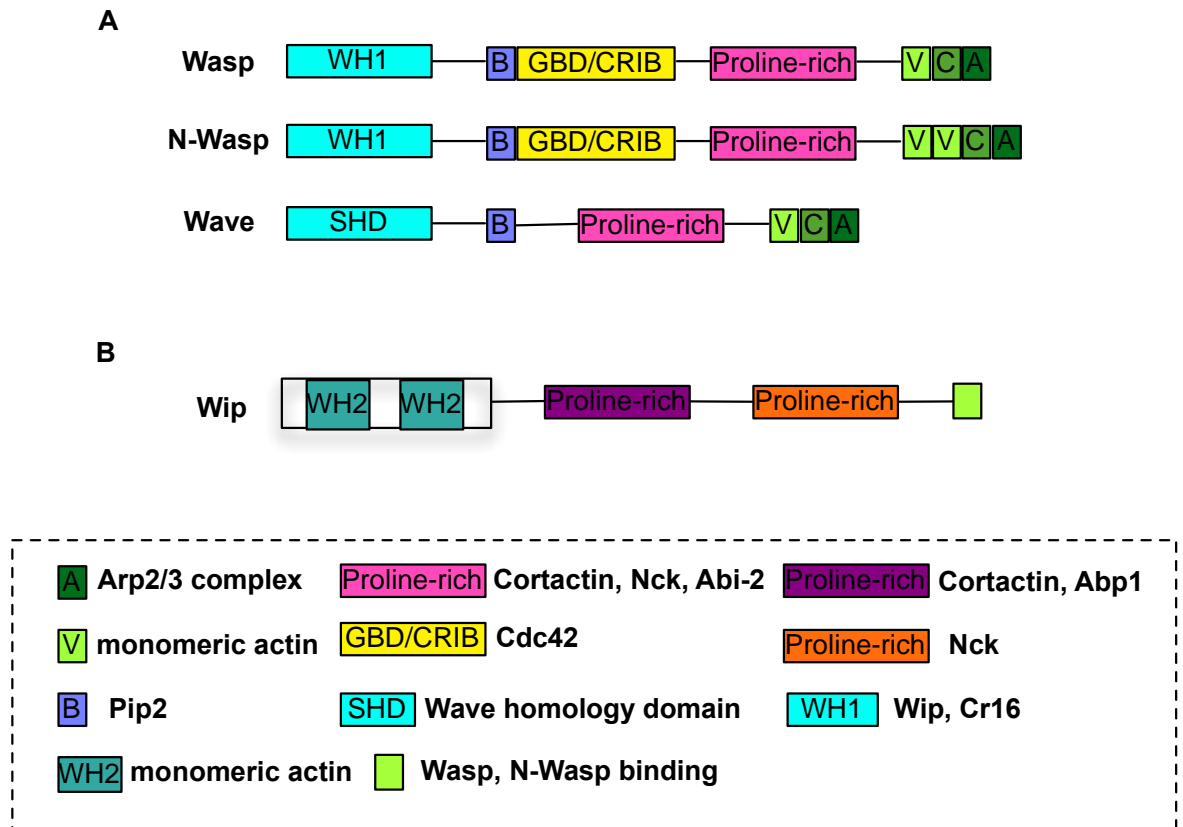 A
Wasp WH1 B GBD/CRIB Proline-rich V C A
N-Wasp WH1 B GBD/CRIB Proline-rich V V C A
Wave SHD B Proline-rich V C A
B
Wip WH2 WH2 Proline-rich Proline-rich
A Arp2/3 complex Proline-rich Cortactin, Nck, Abi-2 Proline-rich Cortactin, Abp1
V monomeric actin GBD/CRIB Cdc42 Proline-rich Nck
B Pip2 SHD Wave homology domain WH1 Wip, Cr16
WH2 monomeric actin Wasp, N-Wasp binding